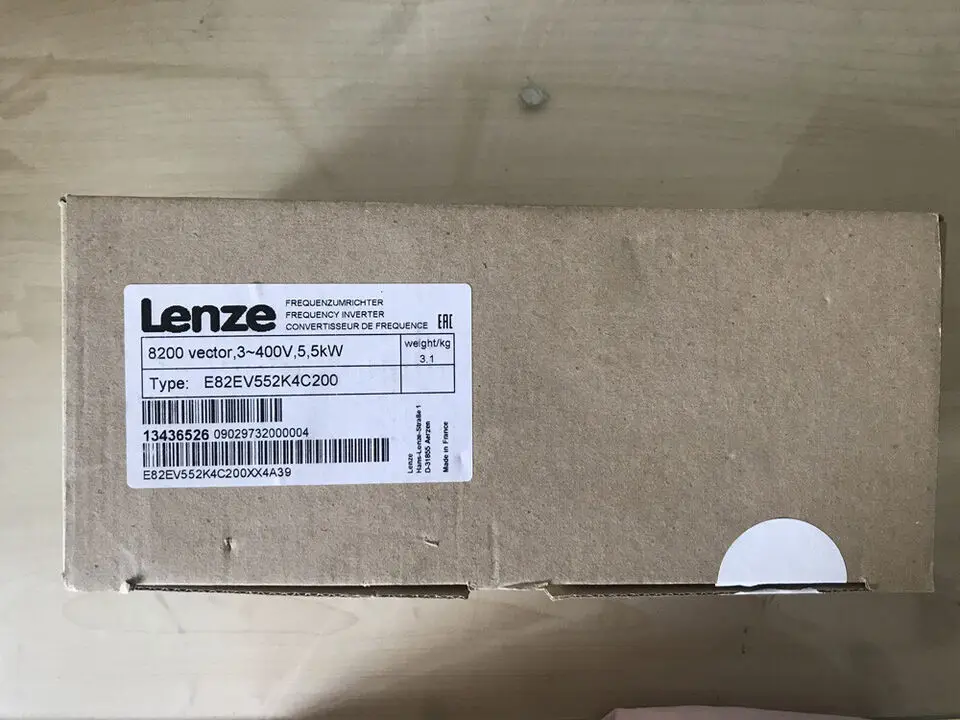 Lenze
FREQUENZUMRICHTER
FREQUENCY INVERTER
CONVERTISSEUR DE FREQUENCE
EAC
8200 vector,3~400V,5,5kW
weight/kg
3.1
Type: E82EV552K4C200
13436526 09029732000004
E82EV552K4C200XX4A39
Lenze
Hans-Lenze-Straße 1
D-31855 Aerzen
Made in France